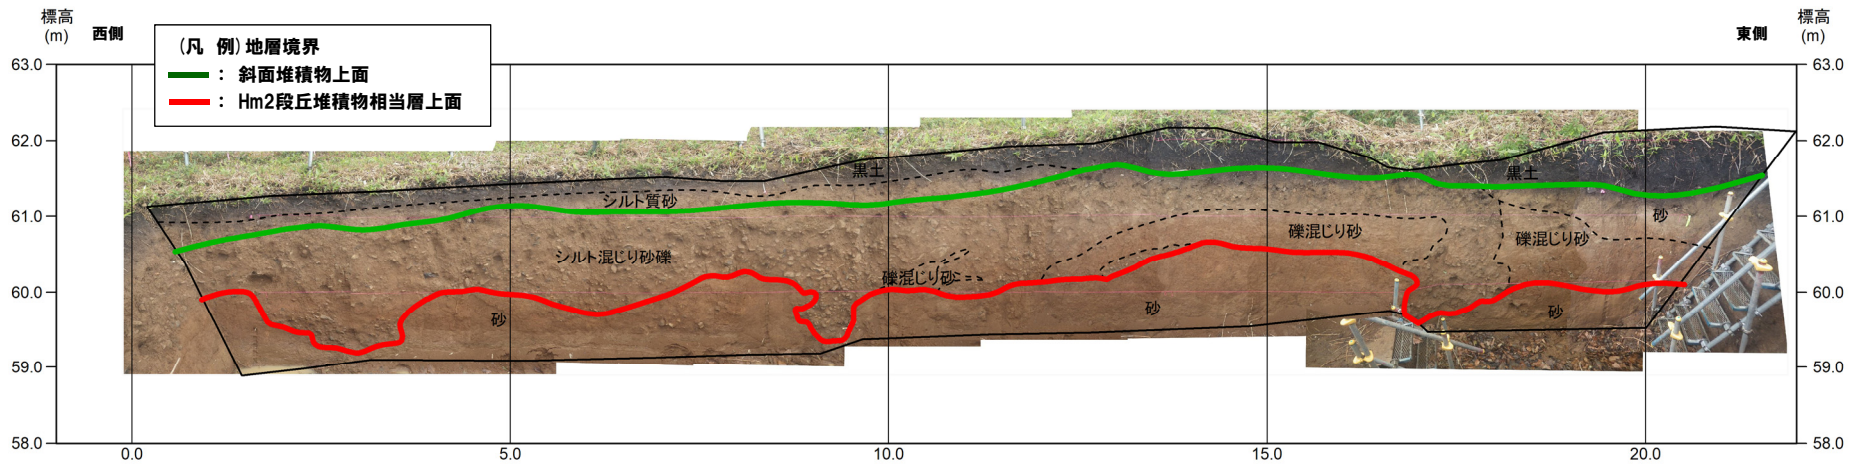 標高
(m)
西側
(凡 例)地層境界
: 斜面堆積物上面
: Hm2段丘堆積物相当層上面
東側
標高
(m)
63.0
62.0
61.0
60.0
59.0
58.0
63.0
62.0
61.0
60.0
59.0
58.0
黒土
黒土
シルト質砂
砂
シルト混じり砂礫
礫混じり砂
礫混じり砂
礫混じり砂
砂
砂
砂
0.0
5.0
10.0
15.0
20.0